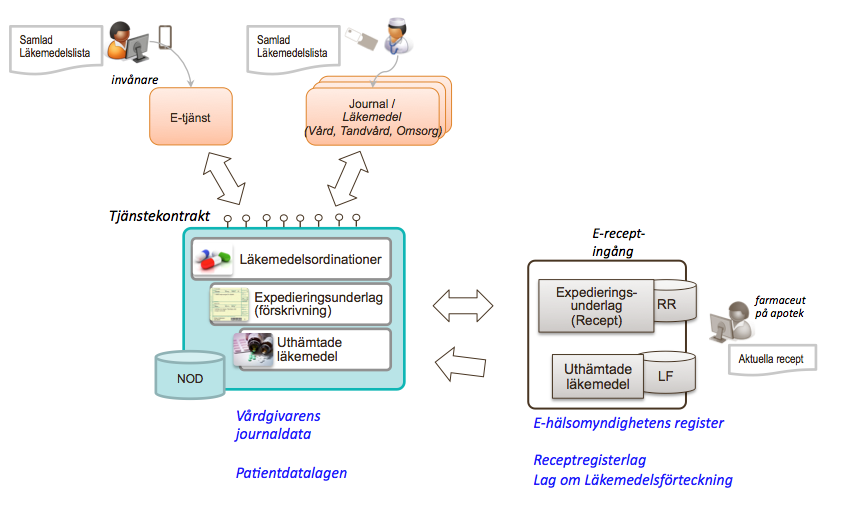 Samlad
Läkemedelslista
invånare
Samlad
Läkemedelslista
E-tjänst
Journal /
Läkemedel
(Vård, Tandvård, Omsorg)
Tjänstekontrakt
Läkemedelsordinationer
Expedieringsunderlag
(förskrivning)
Uthämtade
läkemedel
NOD
Vårdgivarens
journaldata
Patientdatalagen
E-recept-
ingång
Expedierings-
underlag
(Recept)
RR
Uthämtade
läkemedel
LF
farmaceut
på apotek
Aktuella recept
E-hälsomyndighetens register
Receptregisterlag
Lag om Läkemedelsförteckning